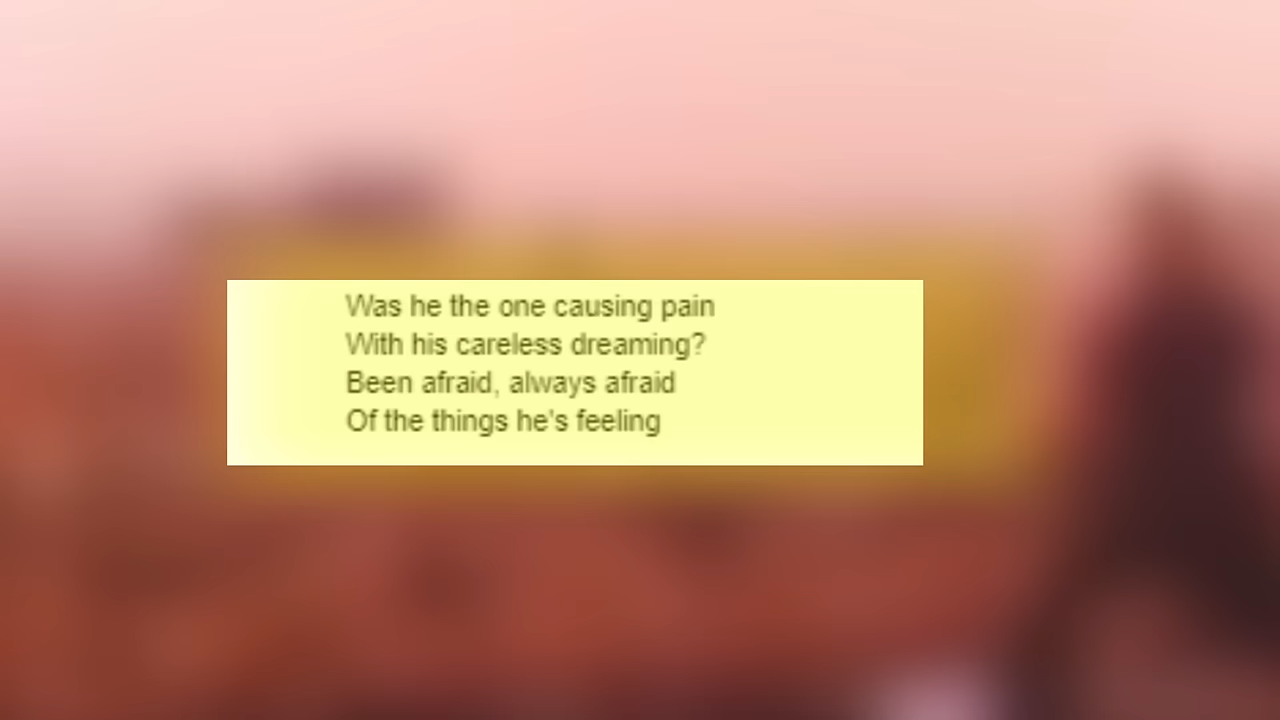 Was he the one causing pain
With his careless dreaming?
Been afraid, always afraid
Of the things he's feeling